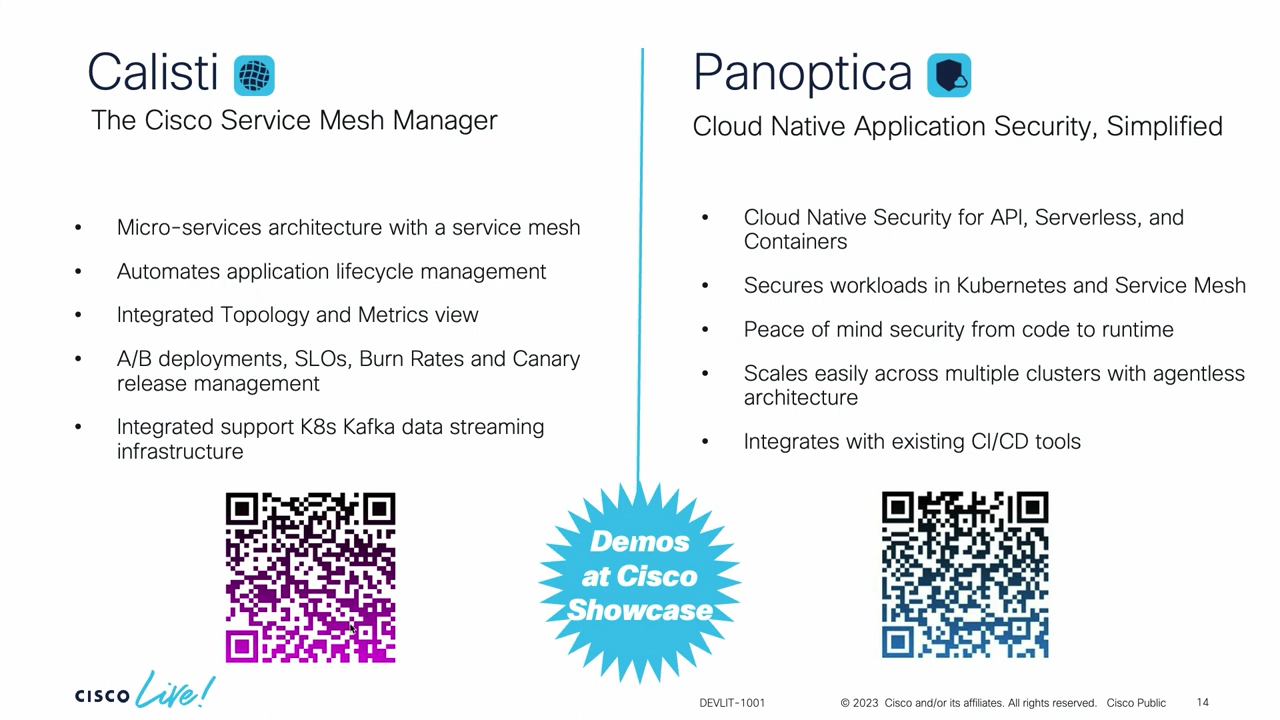 Calisti
The Cisco Service Mesh Manager
• Micro-services architecture with a service mesh
• Automates application lifecycle management
• Integrated Topology and Metrics view
• A/B deployments, SLOs, Burn Rates and Canary
release management
• Integrated support K8s Kafka data streaming
infrastructure
Panoptica
Cloud Native Application Security, Simplified
• Cloud Native Security for API, Serverless, and
Containers
• Secures workloads in Kubernetes and Service Mesh
• Peace of mind security from code to runtime
• Scales easily across multiple clusters with agentless
architecture
• Integrates with existing CI/CD tools
Demos
at Cisco
Showcase
CISCO Live!
DEVLIT-1001
© 2023 Cisco and/or its affiliates. All rights reserved. Cisco Public
14